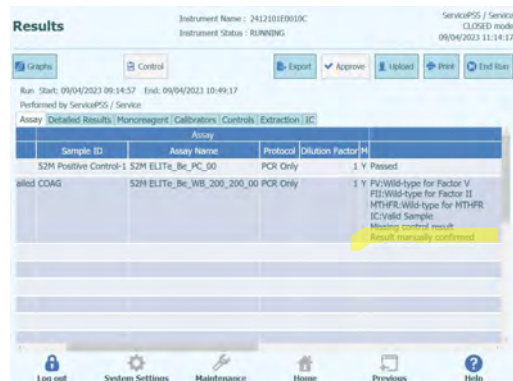 Results
Instrument Name : 2412101E0010C
Instrument Status : RUNNING
ServicePSS / Service
CLOSED mode
09/04/2023 11:14:17
Graphs
Control
Export
Approve
Upload
Print
End Run
Run Start: 09/04/2023 09:14:57 End: 09/04/2023 10:49:17
Performed by ServicePSS / Service
Assay Detailed Results Monoreagent Calibrators Controls Extraction IC
Assay
Sample ID Assay Name Protocol Dilution Factor M
S2M Positive Control-1 S2M ELITe_Be_PC_00 PCR Only 1 Y Passed
ailed COAG S2M ELITe_Be_WB_200_200_00 PCR Only 1 Y FV:Wild-type for Factor V
FII:Wild-type for Factor II
MTHFR:Wild-type for MTHFR
IC:Valid Sample
Missing control result
Result manually confirmed
Log out
System Settings
Maintenance
Home
Previous
Help